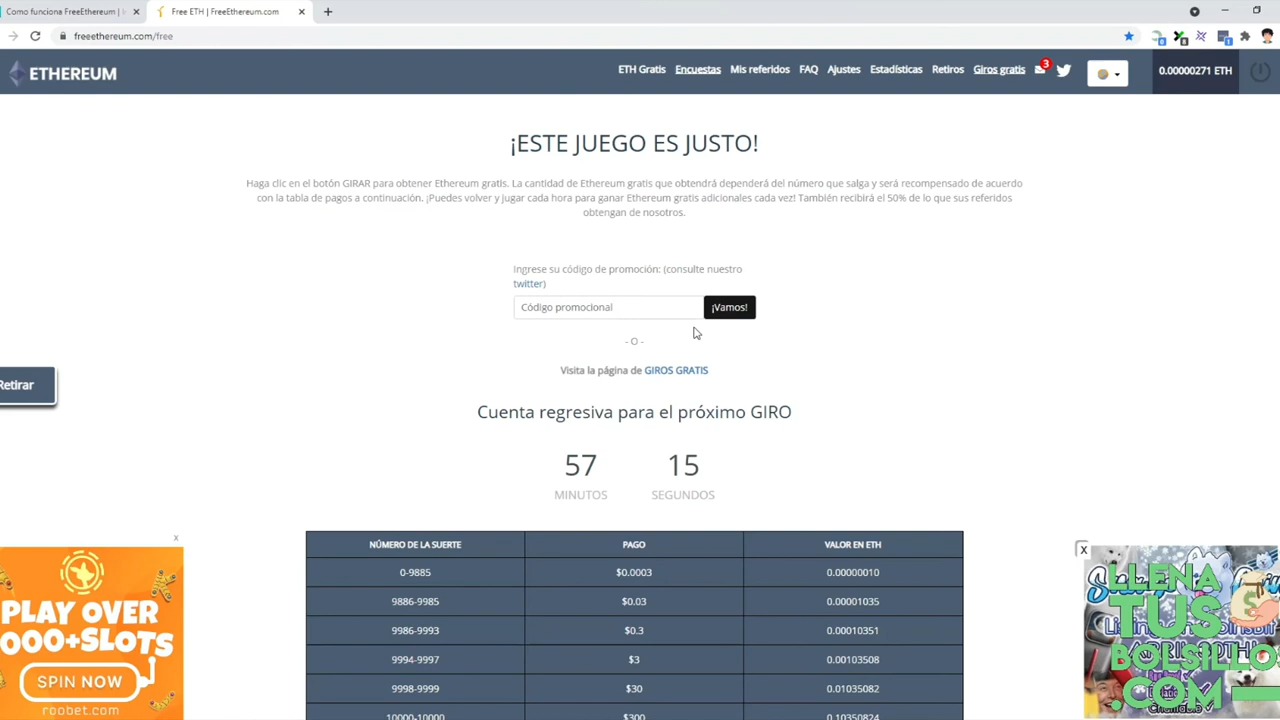 Como funciona FreeEthereum |
Free ETH | FreeEthereum.com
freeethereum.com/free
ETHEREUM
ETH Gratis
Encuestas
Mis referidos
FAQ
Ajustes
Estadísticas
Retiros
Giros gratis
3
0.00000271 ETH
¡ESTE JUEGO ES JUSTO!
Haga clic en el botón GIRAR para obtener Ethereum gratis. La cantidad de Ethereum gratis que obtendrá dependerá del número que salga y será recompensado de acuerdo
con la tabla de pagos a continuación. ¡Puedes volver y jugar cada hora para ganar Ethereum gratis adicionales cada vez! También recibirá el 50% de lo que sus referidos
obtengan de nosotros.
Ingrese su código de promoción: (consulte nuestro
twitter)
Código promocional
¡Vamos!
- O -
Visita la página de GIROS GRATIS
Retirar
Cuenta regresiva para el próximo GIRO
57 15
MINUTOS SEGUNDOS
NÚMERO DE LA SUERTE PAGO VALOR EN ETH
0-9885 $0.0003 0.00000010
9886-9985 $0.03 0.00001035
9986-9993 $0.3 0.00010351
9994-9997 $3 0.00103508
9998-9999 $30 0.01035082
10000-10000 $300 0.10350824
x
PLAY OVER
000+SLOTS
SPIN NOW
roobet.com
X
LLENA
TUS
BOLSILLO
.COM